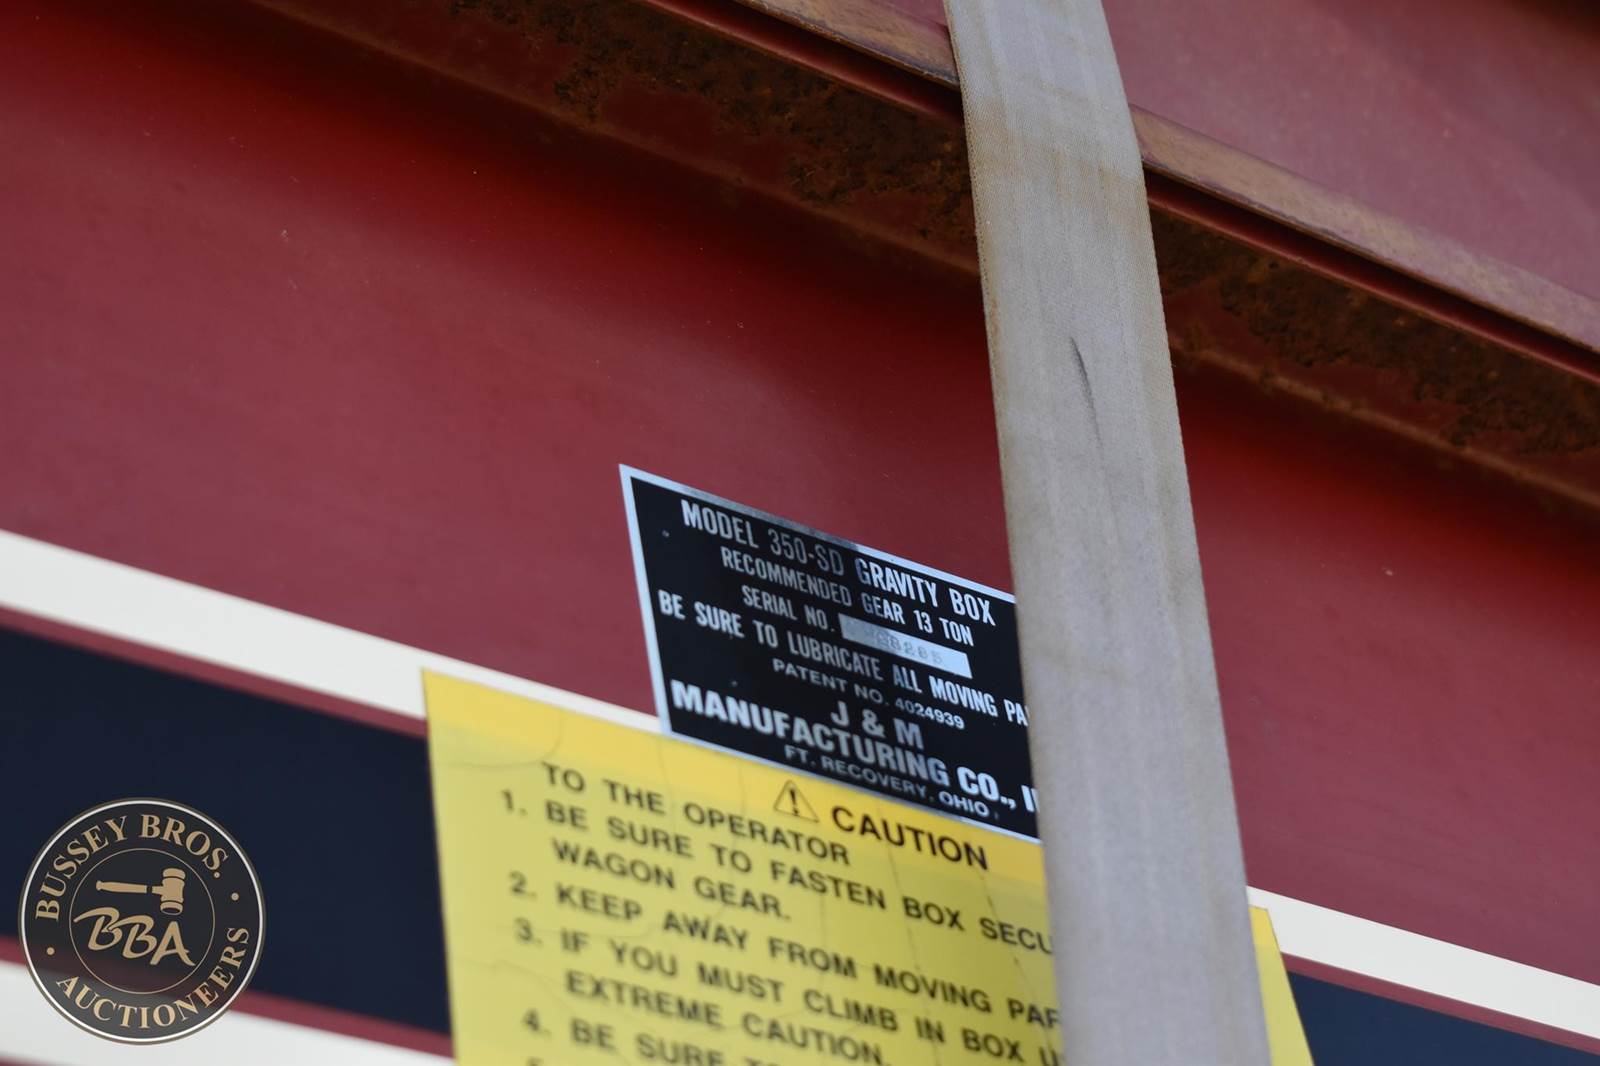 MODEL 350-SD GRAVITY BOX
RECOMMENDED GEAR 13 TON
SERIAL NO.
BE SURE TO LUBRICATE ALL MOVING PA
PATENT NO. 4024939
J & M
MANUFACTURING CO., I
FT. RECOVERY, OHIO.
CAUTION
TO THE OPERATOR
1. BE SURE TO FASTEN BOX SECU
WAGON GEAR.
2. KEEP AWAY FROM MOVING PAR
3. IF YOU MUST CLIMB IN BOX U
EXTREME CAUTION.
4. BE SURE T
BUSSEY BROS.
BBA
AUCTIONEERS